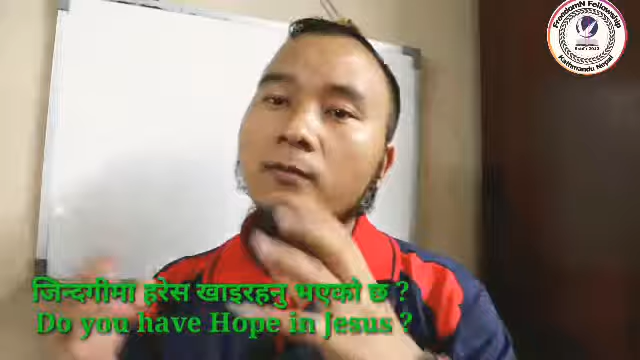 FreedomN Fellowship
Kathmandu Nepal
जिन्दगीमा हरेस खाइरहनु भएको छ ?
Do you have Hope in Jesus ?